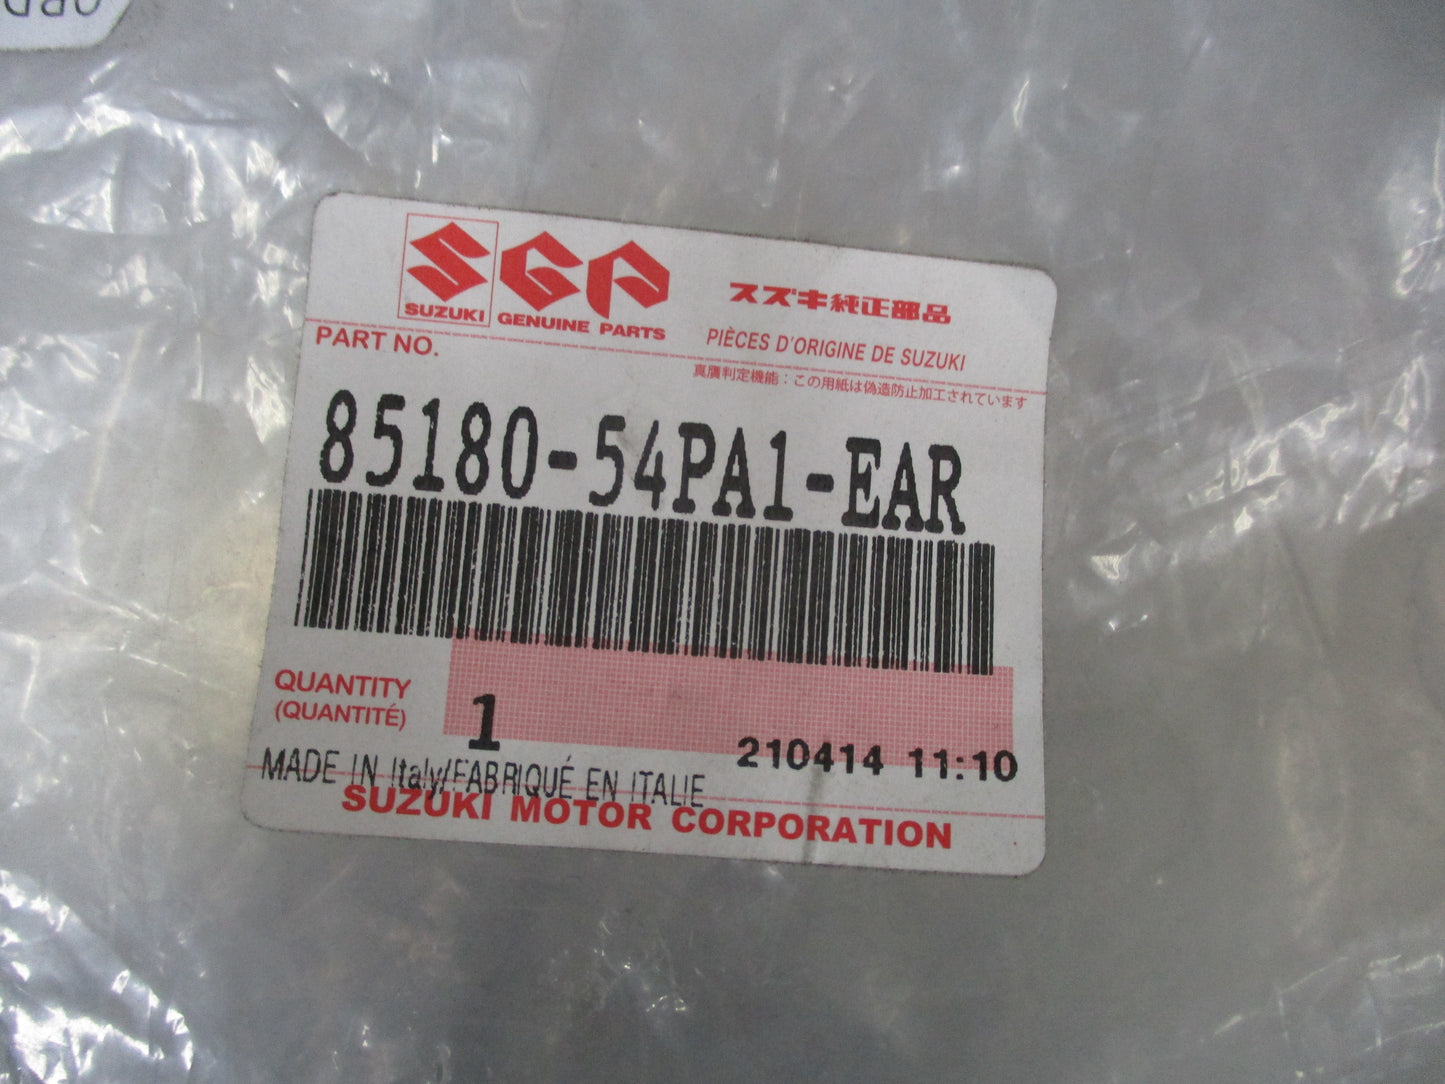 SUZUKI
SGP
GENUINE PARTS
スズキ純正部品
PIÈCES D'ORIGINE DE SUZUKI
PART NO.
真贋判定機能：この用紙は偽造防止加工されています
85180-54PA1-EAR
QUANTITY
(QUANTITÉ)
1
210414 11:10
MADE IN Italy/FABRIQUÉ EN ITALIE
SUZUKI MOTOR CORPORATION